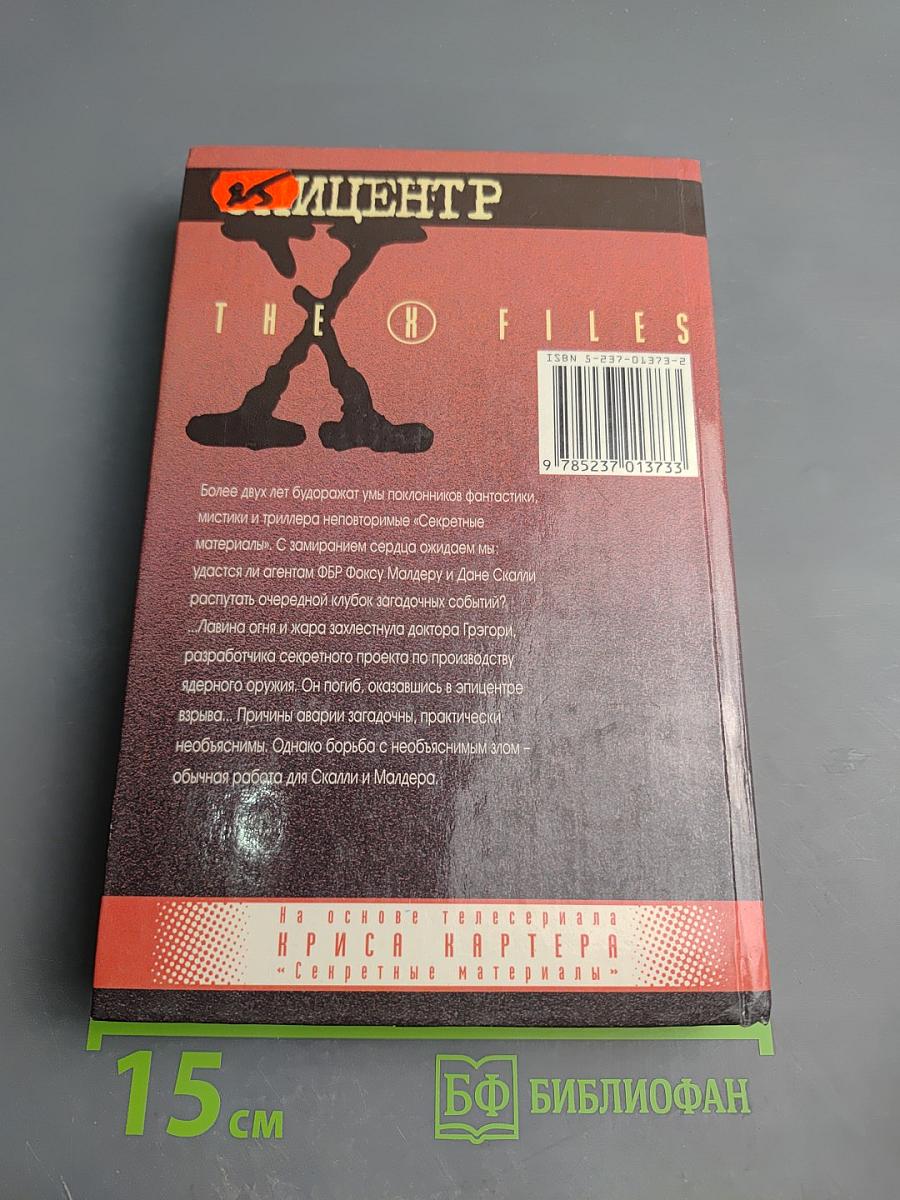 25
ЭПИЦЕНТР
THE X FILES
ISBN 5-237-01373-2
9 785237 013733
Более двух лет будоражат умы поклонников фантастики,
мистики и триллера неповторимые «Секретные
материалы». С замиранием сердца ожидаем мы:
удастся ли агентам ФБР Фоксу Малдеру и Дане Скалли
распутать очередной клубок загадочных событий?
...Лавина огня и жара захлестнула доктора Грэгори,
разработчика секретного проекта по производству
ядерного оружия. Он погиб, оказавшись в эпицентре
взрыва... Причины аварии загадочны, практически
необъяснимы. Однако борьба с необъяснимым злом –
обычная работа для Скалли и Малдера.
На основе телесериала
КРИСА КАРТЕРА
«Секретные материалы»
15 см
БФ БИБЛИОФАН